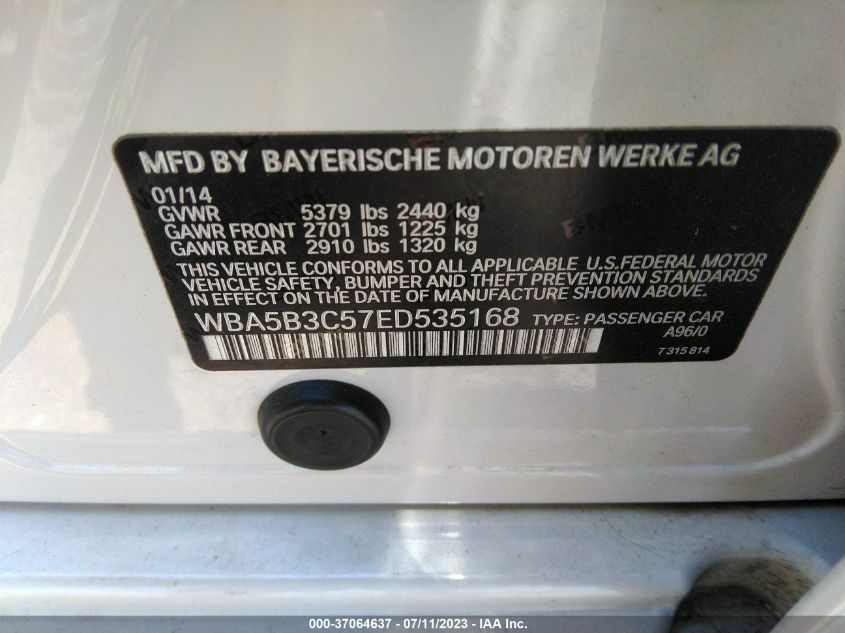 MFD BY BAYERISCHE MOTOREN WERKE AG
01/14
GVWR 5379 lbs 2440 kg
GAWR FRONT 2701 lbs 1225 kg
GAWR REAR 2910 lbs 1320 kg
THIS VEHICLE CONFORMS TO ALL APPLICABLE U.S.FEDERAL MOTOR
VEHICLE SAFETY, BUMPER AND THEFT PREVENTION STANDARDS
IN EFFECT ON THE DATE OF MANUFACTURE SHOWN ABOVE.
WBA5B3C57ED535168 TYPE: PASSENGER CAR
A96/0
7 315 814
000-37064637 - 07/11/2023 - IAA Inc.